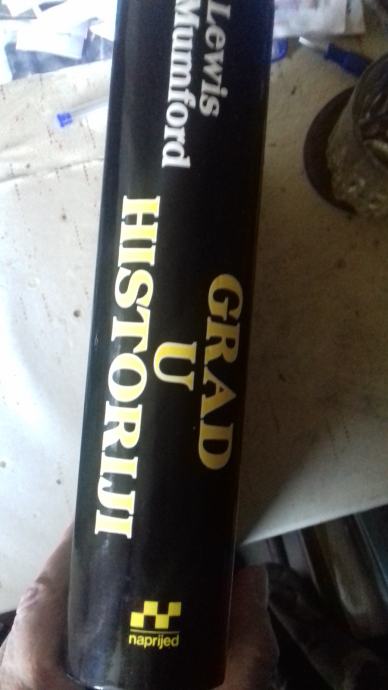 Lewis
Mumford
GRAD
U
HISTORIJI
naprijed